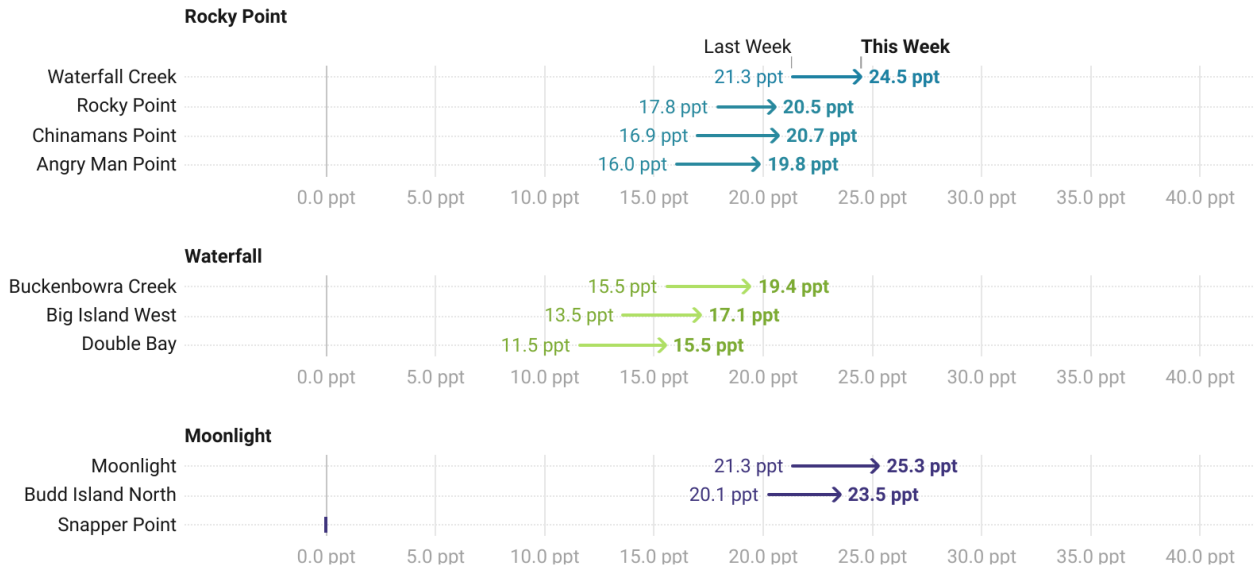 Rocky Point
Last Week This Week
Waterfall Creek 21.3 ppt 24.5 ppt
Rocky Point 17.8 ppt 20.5 ppt
Chinamans Point 16.9 ppt 20.7 ppt
Angry Man Point 16.0 ppt 19.8 ppt
0.0 ppt 5.0 ppt 10.0 ppt 15.0 ppt 20.0 ppt 25.0 ppt 30.0 ppt 35.0 ppt 40.0 ppt
Waterfall
Buckenbowra Creek 15.5 ppt 19.4 ppt
Big Island West 13.5 ppt 17.1 ppt
Double Bay 11.5 ppt 15.5 ppt
0.0 ppt 5.0 ppt 10.0 ppt 15.0 ppt 20.0 ppt 25.0 ppt 30.0 ppt 35.0 ppt 40.0 ppt
Moonlight
Moonlight 21.3 ppt 25.3 ppt
Budd Island North 20.1 ppt 23.5 ppt
Snapper Point
0.0 ppt 5.0 ppt 10.0 ppt 15.0 ppt 20.0 ppt 25.0 ppt 30.0 ppt 35.0 ppt 40.0 ppt